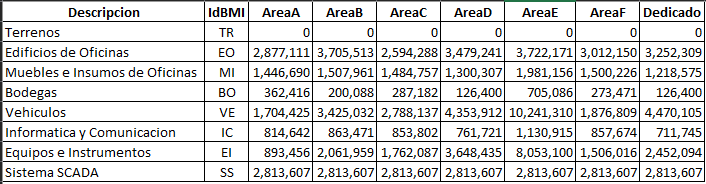 Descripcion IdBMI AreaA AreaB AreaC AreaD AreaE AreaF Dedicado
Terrenos TR 0 0 0 0 0 0 0
Edificios de Oficinas EO 2,877,111 3,705,513 2,594,288 3,479,241 3,722,171 3,012,150 3,252,309
Muebles e Insumos de Oficinas MI 1,446,690 1,507,961 1,484,757 1,300,307 1,981,156 1,500,226 1,218,575
Bodegas BO 362,416 200,088 287,182 126,400 705,086 273,471 126,400
Vehiculos VE 1,704,425 3,425,032 2,788,137 4,353,912 10,241,310 1,876,809 4,470,105
Informatica y Comunicacion IC 814,642 863,471 853,802 761,721 1,130,915 857,674 711,745
Equipos e Instrumentos EI 893,456 2,061,959 1,762,087 3,648,435 8,053,100 1,506,016 2,452,094
Sistema SCADA SS 2,813,607 2,813,607 2,813,607 2,813,607 2,813,607 2,813,607 2,813,607